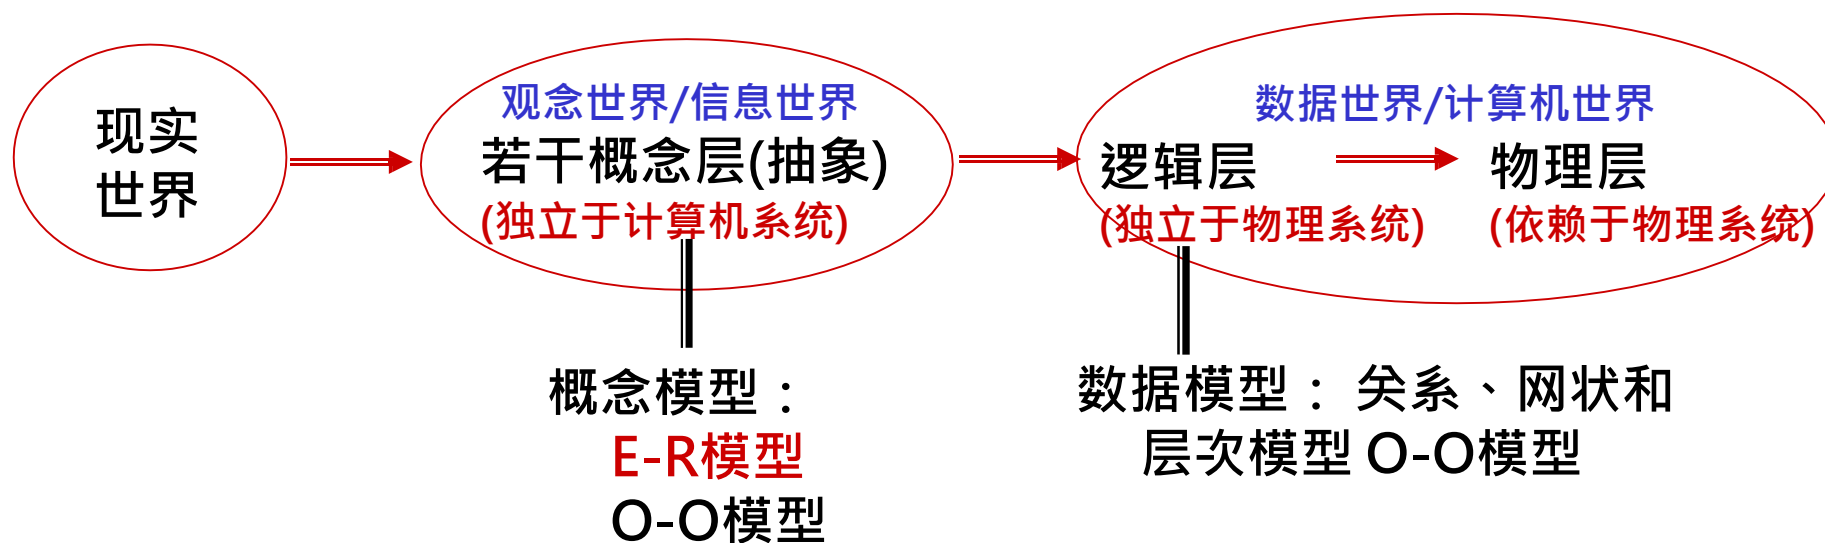 现实
世界
观念世界/信息世界
若干概念层(抽象)
(独立于计算机系统)
数据世界/计算机世界
逻辑层
物理层
(独立于物理系统)
(依赖于物理系统)
概念模型：
E-R模型
O-O模型
数据模型： 关系、网状和
层次模型 O-O模型